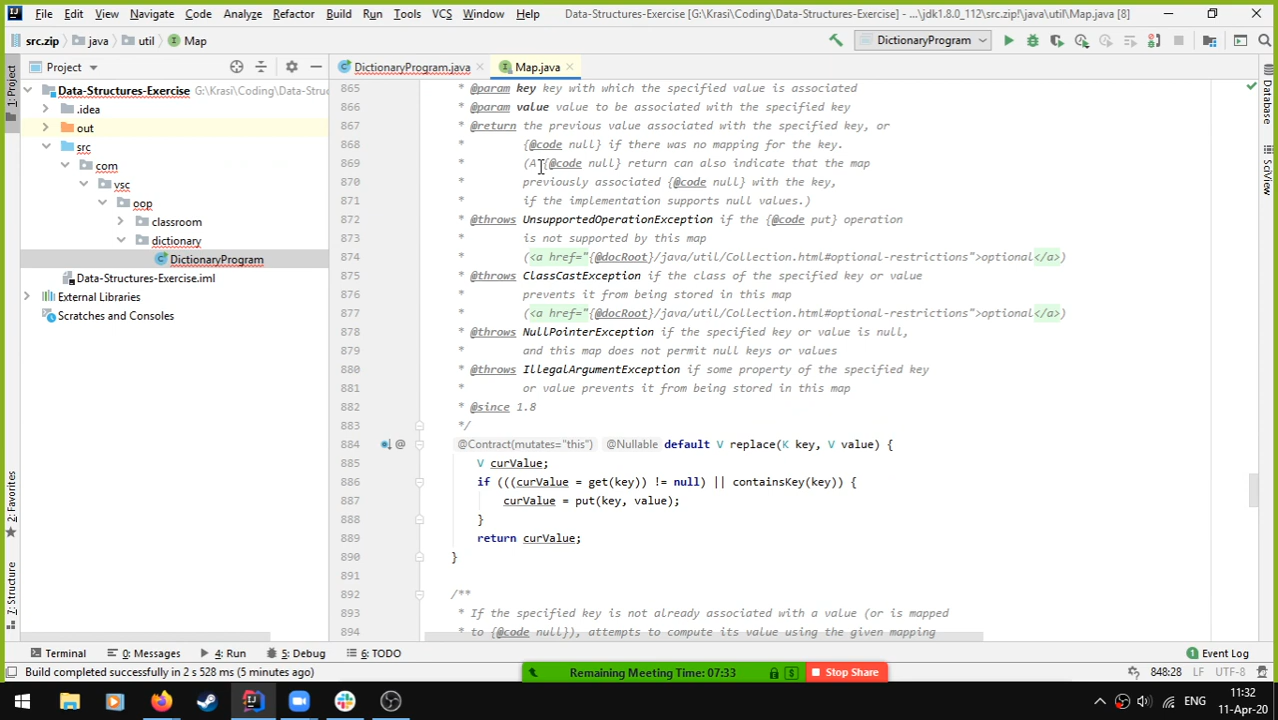 File Edit View Navigate Code Analyze Refactor Build Run Tools VCS Window Help Data-Structures-Exercise [G:\Krasi\Coding\Data-Structures-Exercise] - ...\jdk1.8.0_112\src.zip!\java\util\Map.java [8]
src.zip java util Map DictionaryProgram
Project DictionaryProgram.java Map.java
1: Project
Data-Structures-Exercise G:\Krasi\Coding\Data-Struc
.idea
out
src
com
vsc
oop
classroom
dictionary
DictionaryProgram
Data-Structures-Exercise.iml
External Libraries
Scratches and Consoles
2: Favorites
7: Structure
865 * @param key key with which the specified value is associated
866 * @param value value to be associated with the specified key
867 * @return the previous value associated with the specified key, or
868 * {@code null} if there was no mapping for the key.
869 * (A {@code null} return can also indicate that the map
870 * previously associated {@code null} with the key,
871 * if the implementation supports null values.)
872 * @throws UnsupportedOperationException if the {@code put} operation
873 * is not supported by this map
874 * (<a href="{@docRoot}/java/util/Collection.html#optional-restrictions">optional</a>)
875 * @throws ClassCastException if the class of the specified key or value
876 * prevents it from being stored in this map
877 * (<a href="{@docRoot}/java/util/Collection.html#optional-restrictions">optional</a>)
878 * @throws NullPointerException if the specified key or value is null,
879 * and this map does not permit null keys or values
880 * @throws IllegalArgumentException if some property of the specified key
881 * or value prevents it from being stored in this map
882 * @since 1.8
883 */
884 @ @Contract(mutates="this") @Nullable default V replace(K key, V value) {
885 V curValue;
886 if (((curValue = get(key)) != null) || containsKey(key)) {
887 curValue = put(key, value);
888 }
889 return curValue;
890 }
891
892 /**
893 * If the specified key is not already associated with a value (or is mapped
894 * to {@code null}), attempts to compute its value using the given mapping
Database
SciView
Terminal 0: Messages 4: Run 5: Debug 6: TODO Event Log
Build completed successfully in 2 s 528 ms (5 minutes ago) Remaining Meeting Time: 07:33 $ Stop Share 848:28 LF UTF-8
ENG
11:32
11-Apr-20